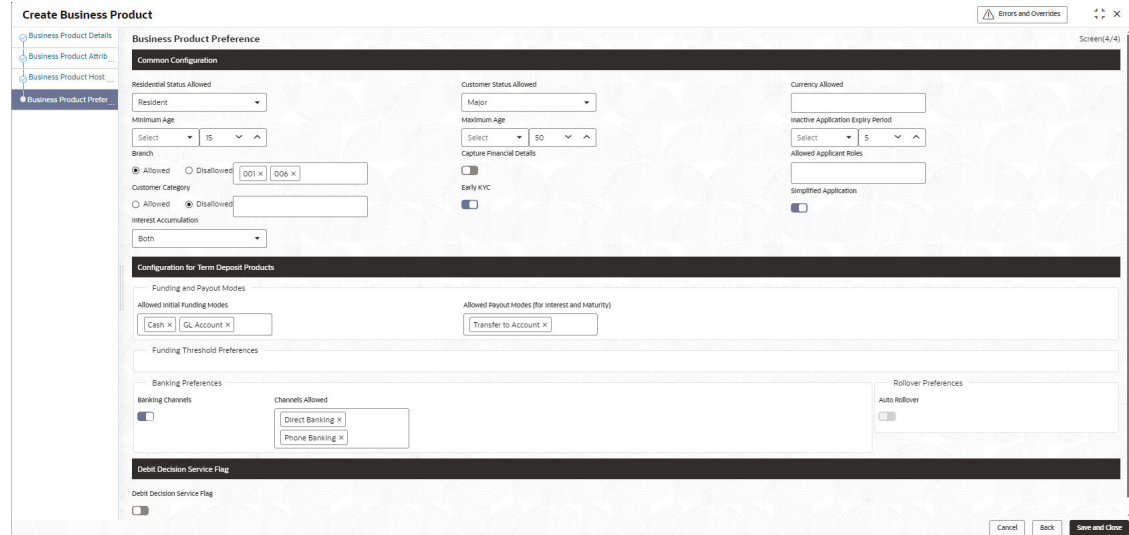 Create Business Product
Errors and Overrides
Business Product Details
Business Product Attrib...
Business Product Host ...
Business Product Prefer...
Business Product Preference
Screen(4/4)
Common Configuration
Residential Status Allowed
Customer Status Allowed
Currency Allowed
Resident
Major
Minimum Age
Maximum Age
Inactive Application Expiry Period
Select 15
Select 50
Select 5
Branch
Capture Financial Details
Allowed Applicant Roles
Allowed Disallowed 001 × 006 ×
Customer Category
Early KYC
Simplified Application
Allowed Disallowed
Interest Accumulation
Both
Configuration for Term Deposit Products
Funding and Payout Modes
Allowed Initial Funding Modes
Allowed Payout Modes (for Interest and Maturity)
Cash × GL Account ×
Transfer to Account ×
Funding Threshold Preferences
Banking Preferences
Rollover Preferences
Banking Channels
Channels Allowed
Auto Rollover
Direct Banking ×
Phone Banking ×
Debit Decision Service Flag
Debit Decision Service Flag
Cancel Back Save and Close